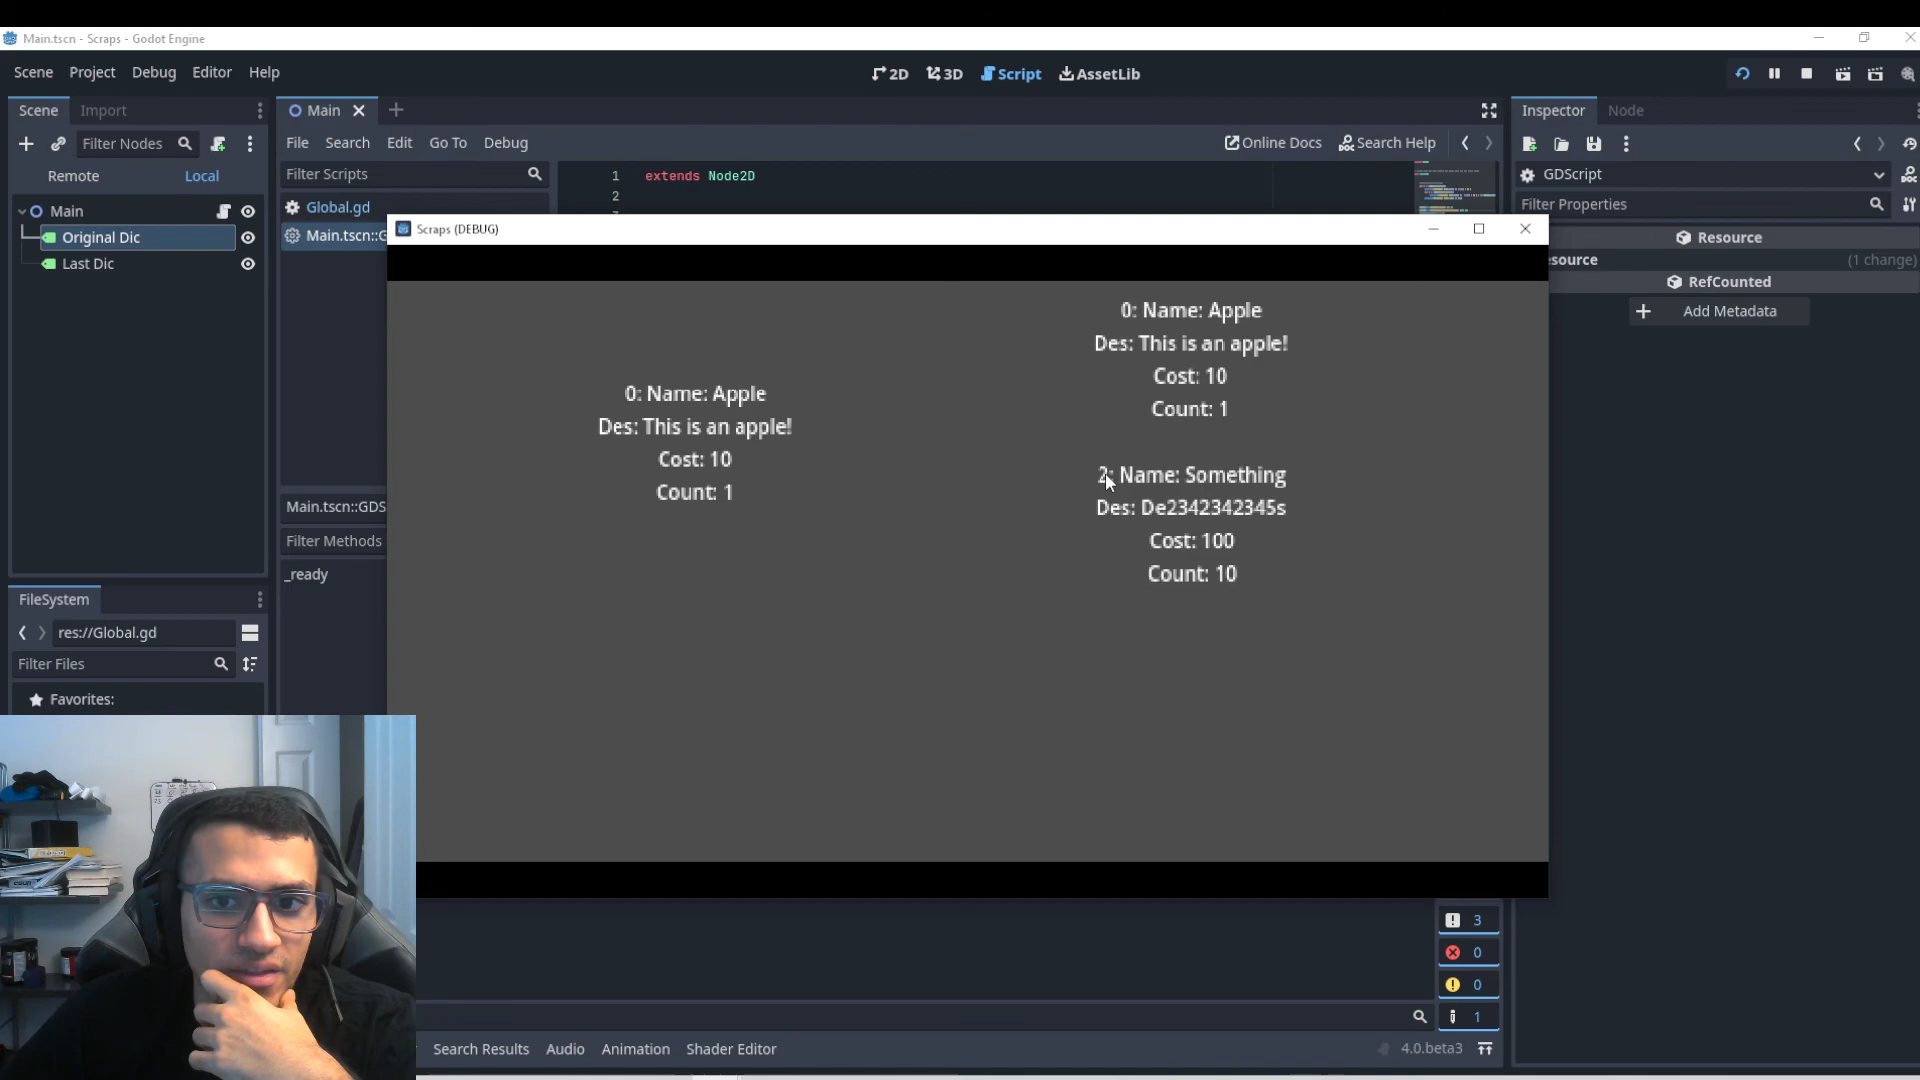 Main.tscn - Scraps - Godot Engine
Scene Project Debug Editor Help
2D 3D Script AssetLib
Scene Import
Main
Inspector Node
Filter Nodes
File Search Edit Go To Debug
Online Docs Search Help
Remote Local
Filter Scripts
1 extends Node2D
2
GDScript
Filter Properties
Main
Global.gd
Original Dic
Main.tscn::G
Last Dic
Scraps (DEBUG)
Resource
esource (1 change)
RefCounted
Add Metadata
0: Name: Apple
Des: This is an apple!
Cost: 10
Count: 1
0: Name: Apple
Des: This is an apple!
Cost: 10
Count: 1
2: Name: Something
Des: De2342342345s
Cost: 100
Count: 10
Main.tscn::GDS
Filter Methods
_ready
FileSystem
res://Global.gd
Filter Files
Favorites:
3
0
0
1
Search Results Audio Animation Shader Editor
4.0.beta3